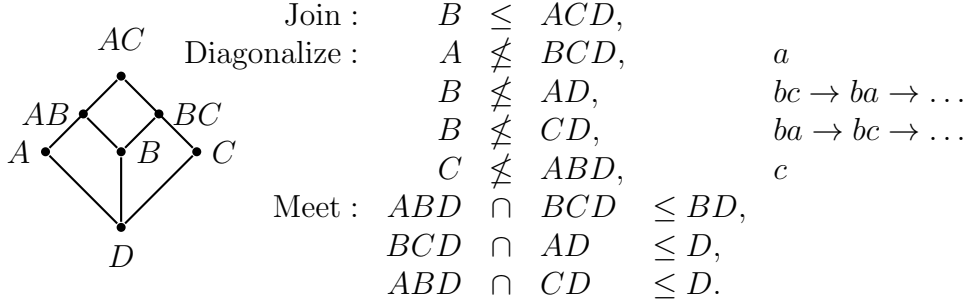 Join : B ≤ ACD,
AC
Diagonalize : A ≰ BCD, a
AB BC B ≰ AD, bc → ba → ...
A B C B ≰ CD, ba → bc → ...
C ≰ ABD, c
Meet : ABD ∩ BCD ≤ BD,
D BCD ∩ AD ≤ D,
ABD ∩ CD ≤ D.